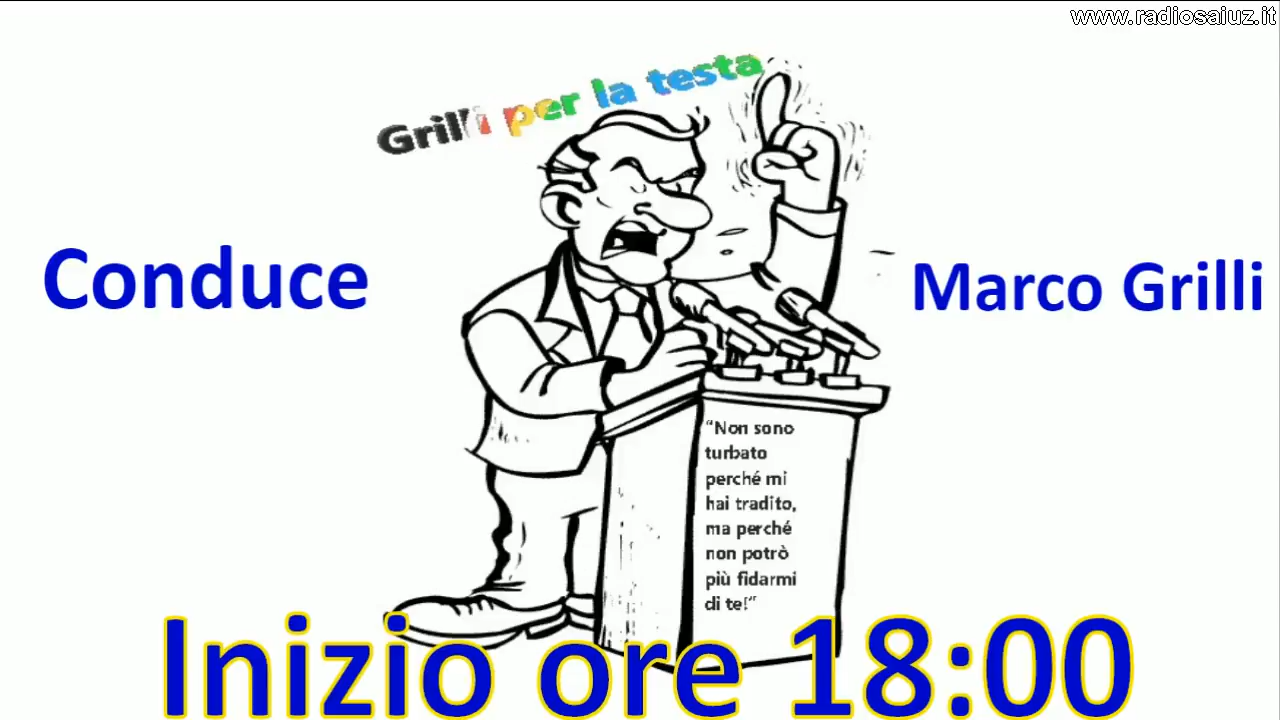 www.radiosaiuz.it
Grilli per la testa
Conduce
Marco Grilli
“Non sono
turbato
perché mi
hai tradito,
ma perché
non potrò
più fidarmi
di te!”
Inizio ore 18:00